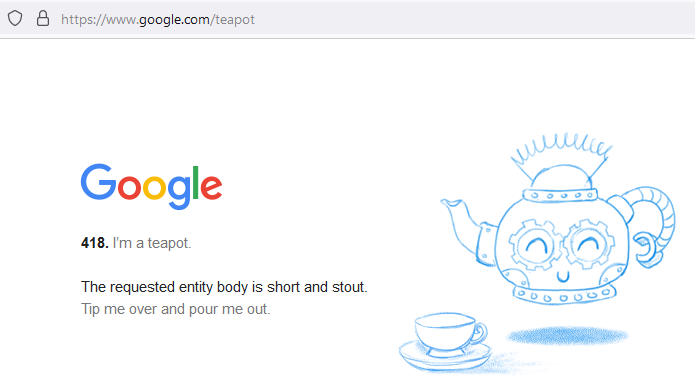 https://www.google.com/teapot
Google
418. I'm a teapot.
The requested entity body is short and stout.
Tip me over and pour me out.